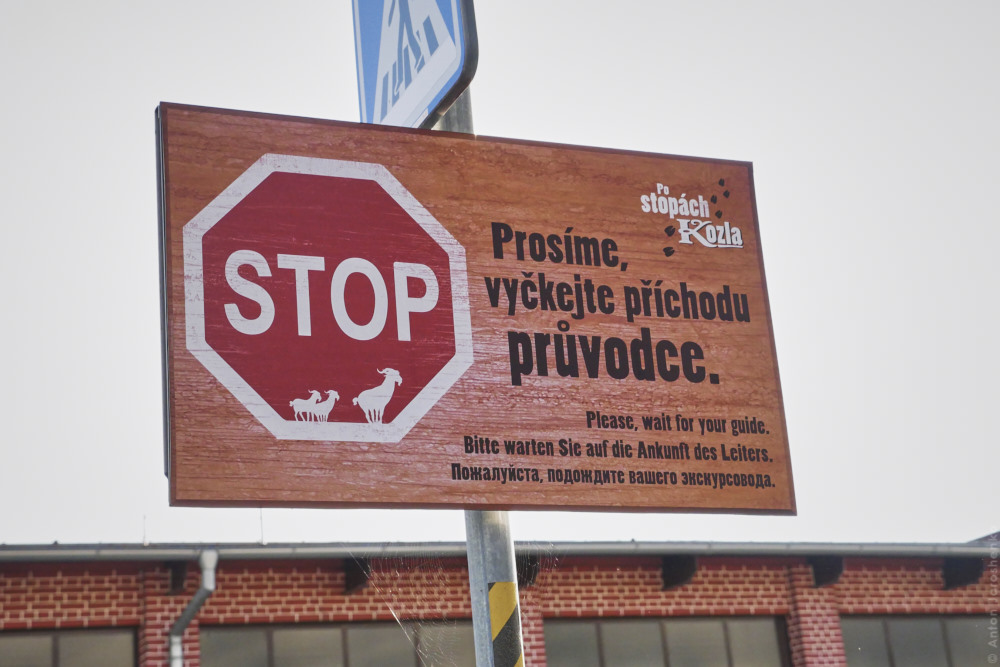 STOP
Po
stopách
Kozla
Prosíme,
vyčkejte příchodu
průvodce.
Please, wait for your guide.
Bitte warten Sie auf die Ankunft des Leiters.
Пожалуйста, подождите вашего экскурсовода.